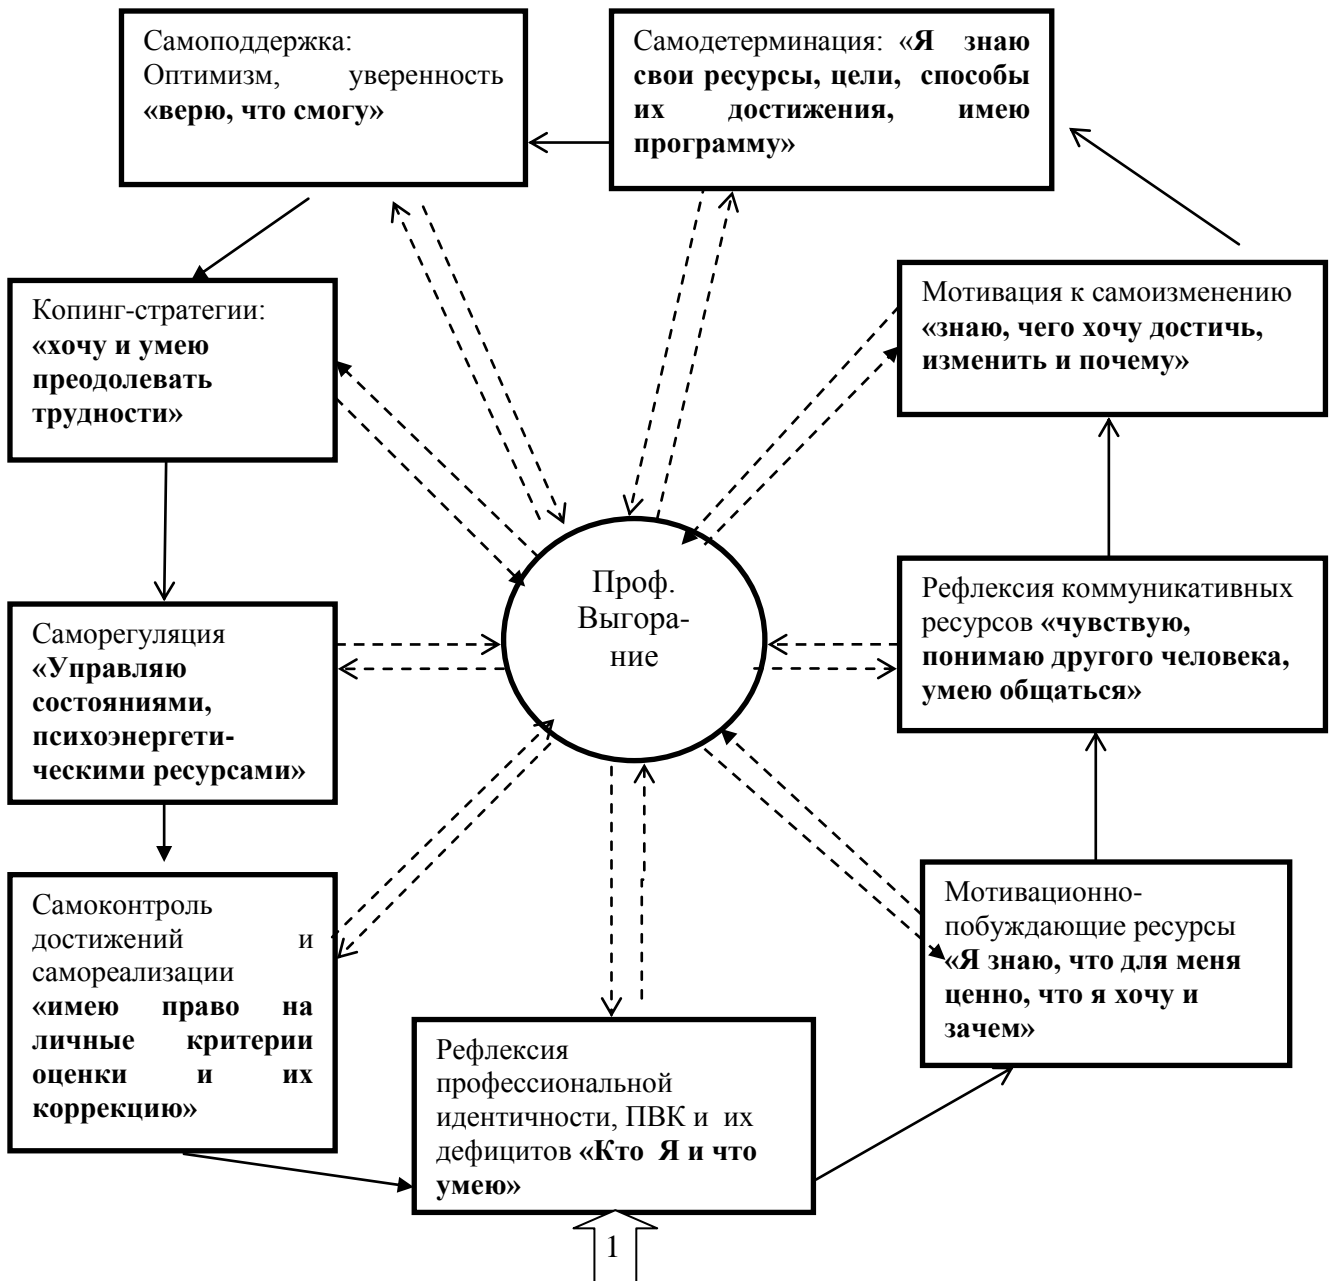 Самоподдержка:
Оптимизм, уверенность
«верю, что смогу»
Самодетерминация: «Я знаю
свои ресурсы, цели, способы
их достижения, имею
программу»
Копинг-стратегии:
«хочу и умею
преодолевать
трудности»
Мотивация к самоизменению
«знаю, чего хочу достичь,
изменить и почему»
Проф.
Выгора-
ние
Саморегуляция
«Управляю
состояниями,
психоэнергети-
ческими ресурсами»
Рефлексия коммуникативных
ресурсов «чувствую,
понимаю другого человека,
умею общаться»
Самоконтроль
достижений и
самореализации
«имею право на
личные критерии
оценки и их
коррекцию»
Мотивационно-
побуждающие ресурсы
«Я знаю, что для меня
ценно, что я хочу и
зачем»
Рефлексия
профессиональной
идентичности, ПВК и их
дефицитов «Кто Я и что
умею»
1